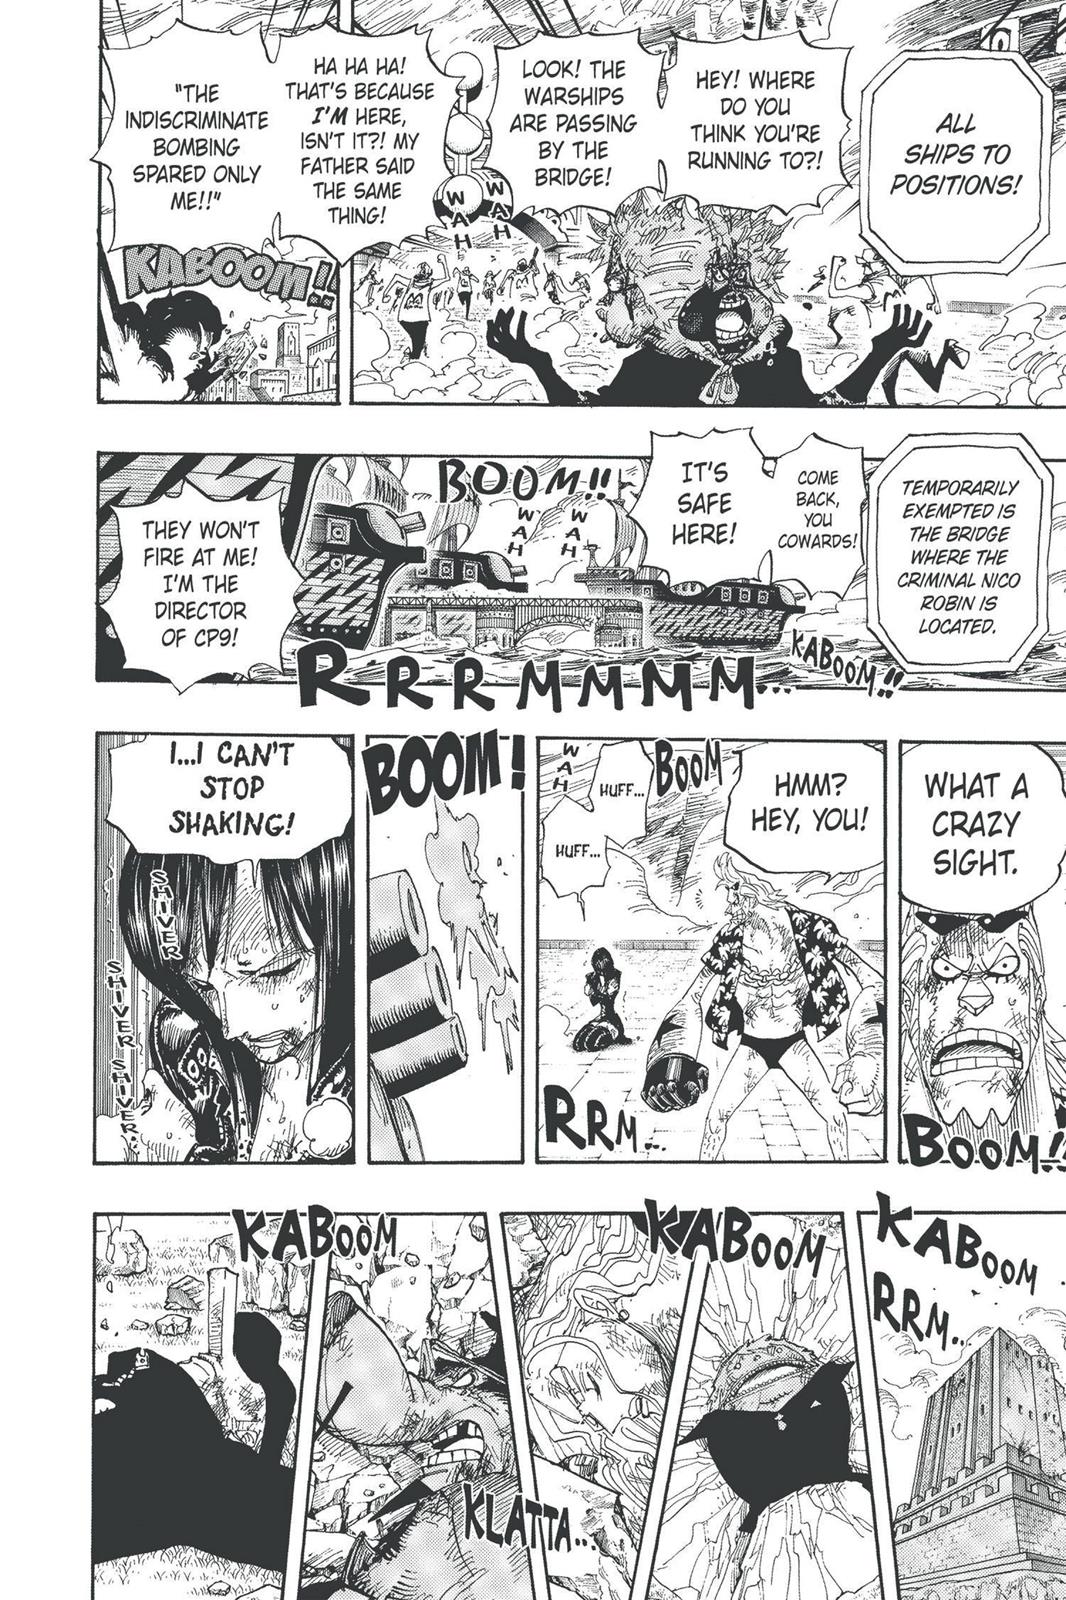 ALL
SHIPS TO
POSITIONS!
HEY! WHERE
DO YOU
THINK YOU'RE
RUNNING TO?!
LOOK! THE
WARSHIPS
ARE PASSING
BY THE
BRIDGE!
WAH
WAH
HA HA HA!
THAT'S BECAUSE
I'M HERE,
ISN'T IT?! MY
FATHER SAID
THE SAME
THING!
"THE
INDISCRIMINATE
BOMBING
SPARED ONLY
ME!!"
KABOOM!!
TEMPORARILY
EXEMPTED IS
THE BRIDGE
WHERE THE
CRIMINAL NICO
ROBIN IS
LOCATED.
COME
BACK,
YOU
COWARDS!
IT'S
SAFE
HERE!
BOOM!!
WAH
WAH
THEY WON'T
FIRE AT ME!
I'M THE
DIRECTOR
OF CP9!
KABOOM!!
RRRMMMM...
WHAT A
CRAZY
SIGHT.
BOOM!!
HMM?
HEY, YOU!
BOOM
WAH
HUFF...
HUFF...
RRM...
BOOM!
I...I CAN'T
STOP
SHAKING!
SHIVER
SHIVER SHIVER...
KABOOM
RRM...
KABOOM
KABOOM
KLATTA...